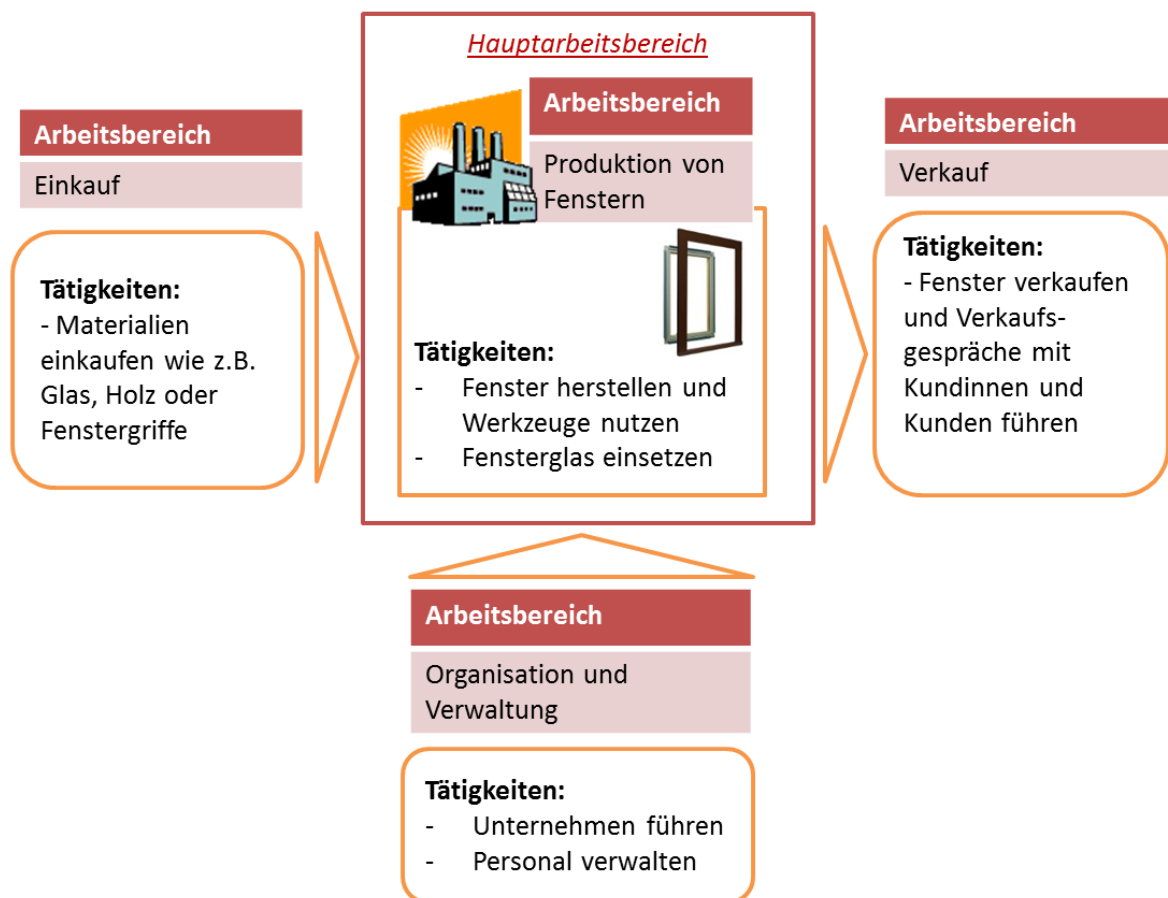 Hauptarbeitsbereich
Arbeitsbereich
Einkauf
Tätigkeiten:
- Materialien
einkaufen wie z.B.
Glas, Holz oder
Fenstergriffe
Arbeitsbereich
Produktion von
Fenstern
Tätigkeiten:
- Fenster herstellen und
Werkzeuge nutzen
- Fensterglas einsetzen
Arbeitsbereich
Verkauf
Tätigkeiten:
- Fenster verkaufen
und Verkaufs-
gespräche mit
Kundinnen und
Kunden führen
Arbeitsbereich
Organisation und
Verwaltung
Tätigkeiten:
- Unternehmen führen
- Personal verwalten